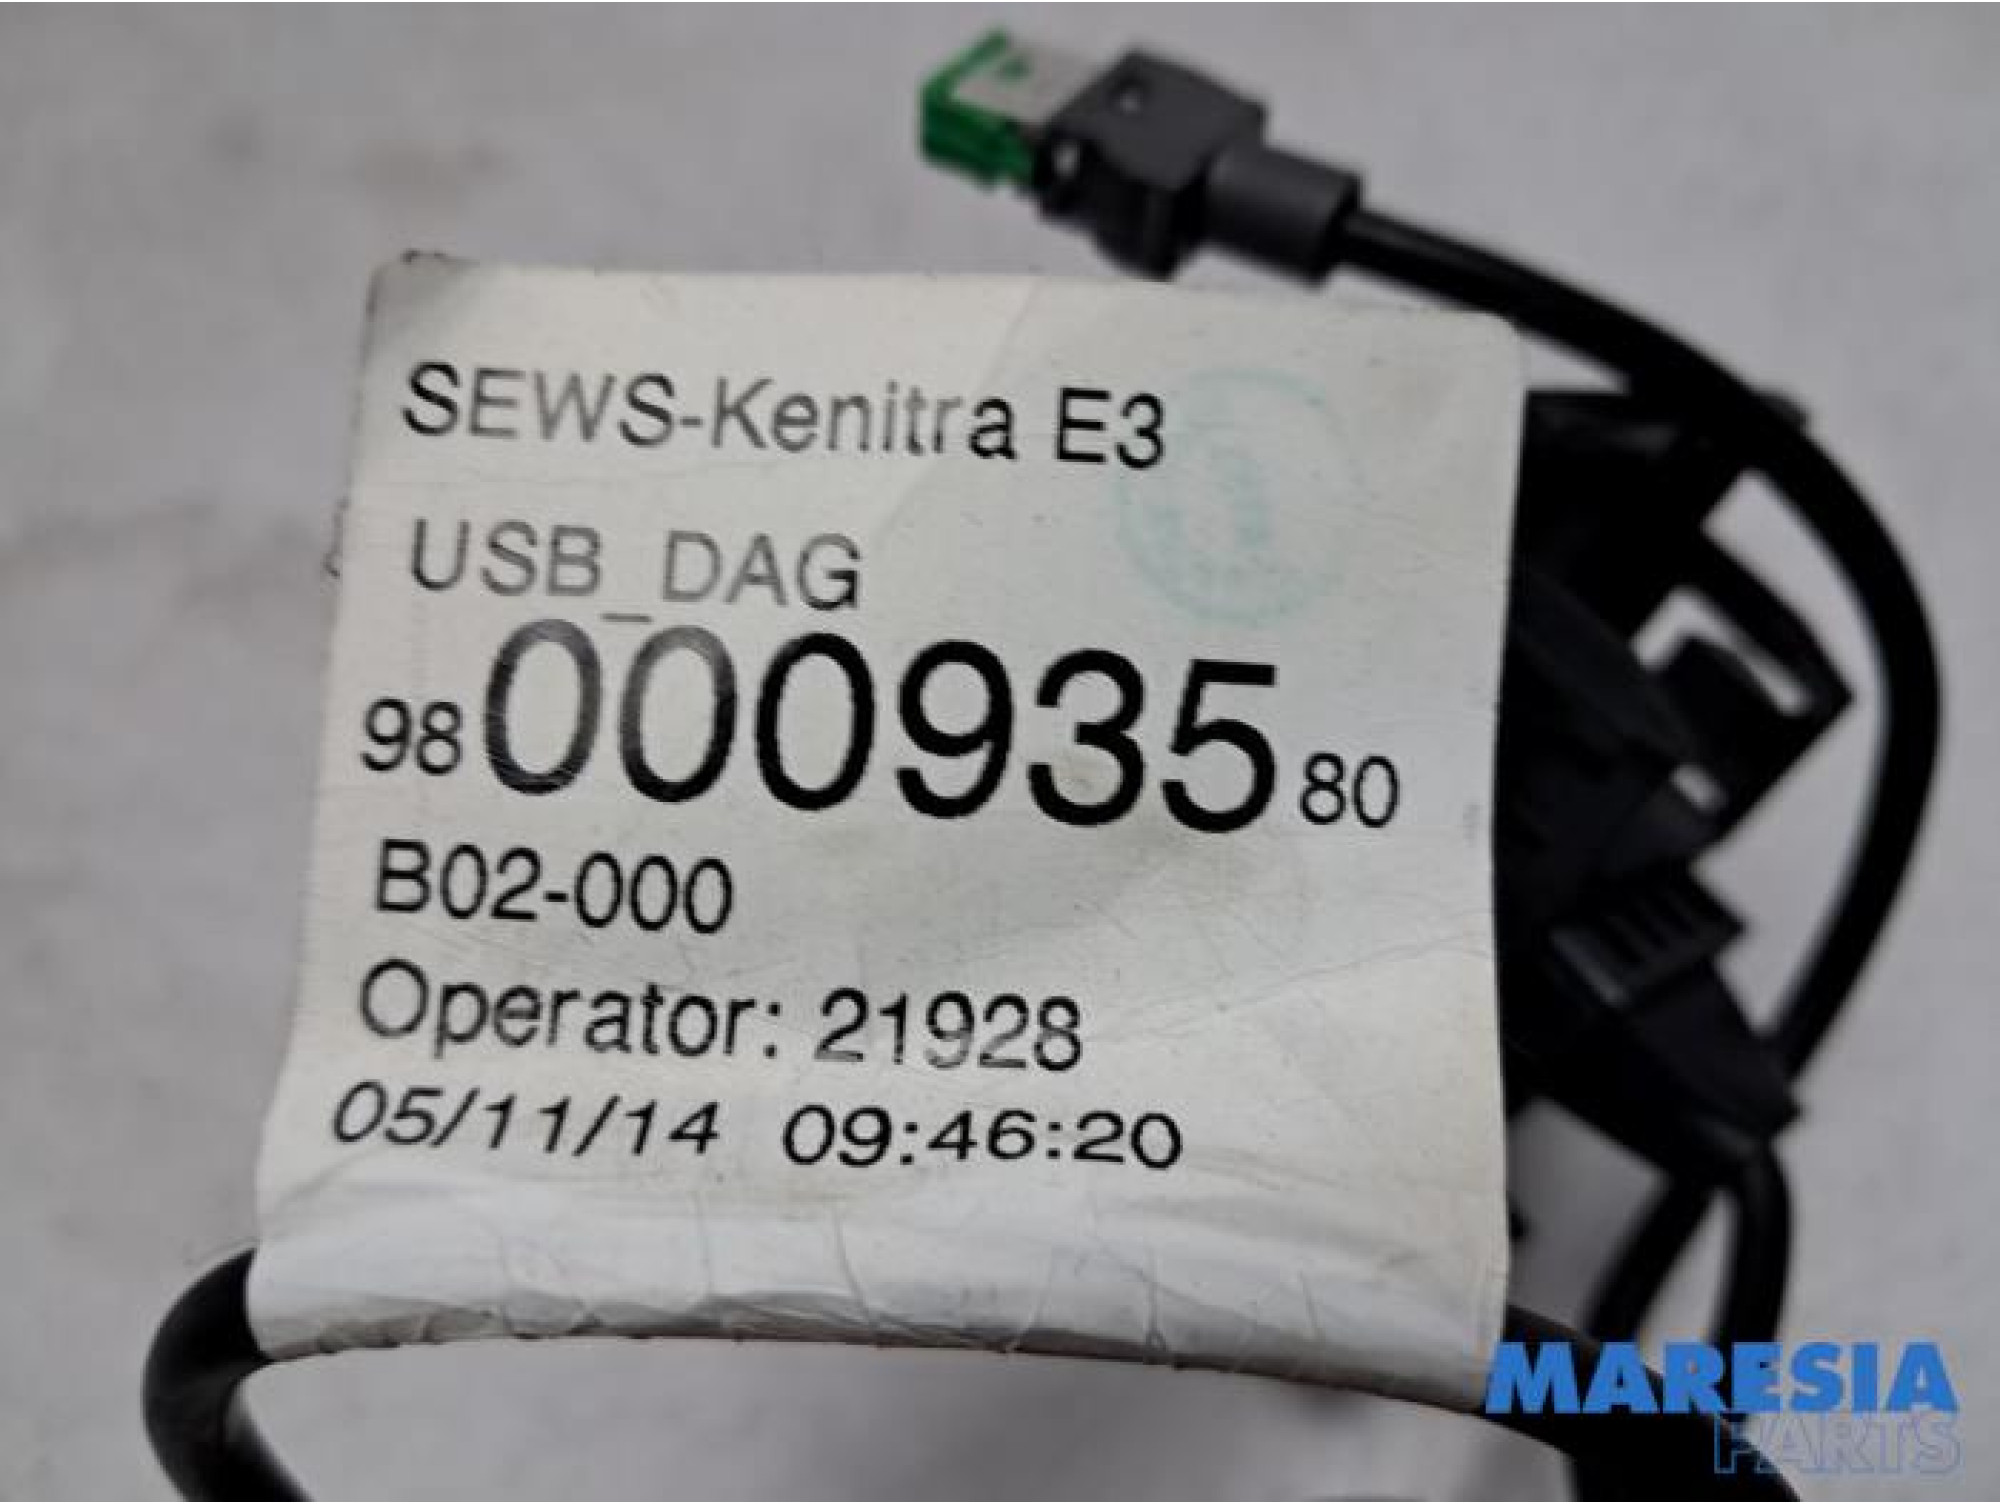 SEWS-Kenitra E3
USB_DAG
98 000935 80
B02-000
Operator: 21928
05/11/14 09:46:20
MARESIA
PARTS